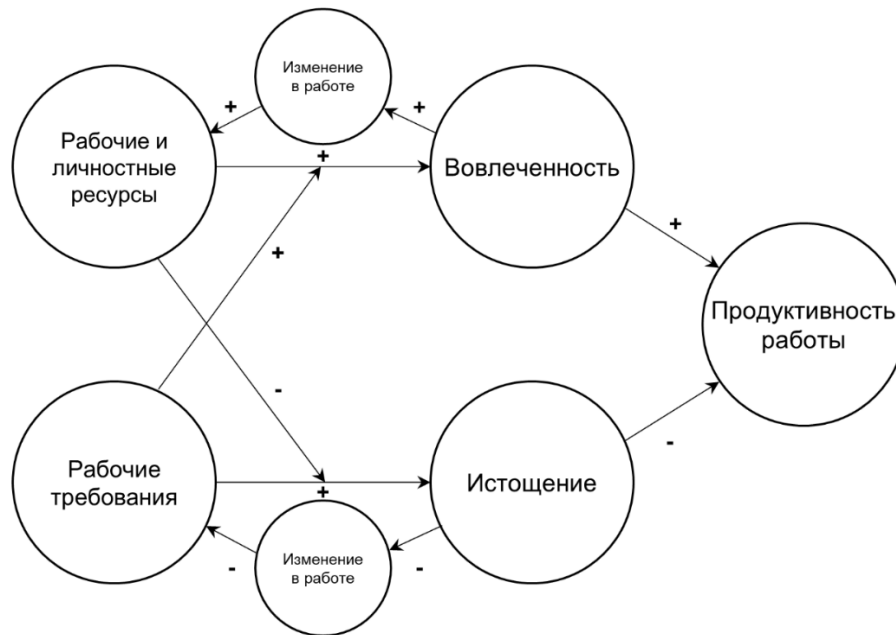 Изменение
в работе
+
+
Рабочие и
личностные
ресурсы
+
Вовлеченность
+
+
Продуктивность
работы
-
Рабочие
требования
+
Истощение
-
-
Изменение
в работе
-